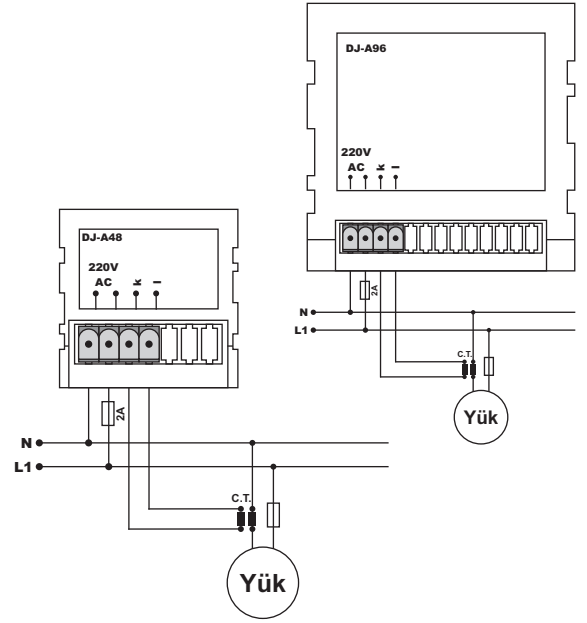 DJ-A96
220V
AC k l
2A
N
L1
C.T.
Yük
DJ-A48
220V
AC k l
2A
N
L1
C.T.
Yük